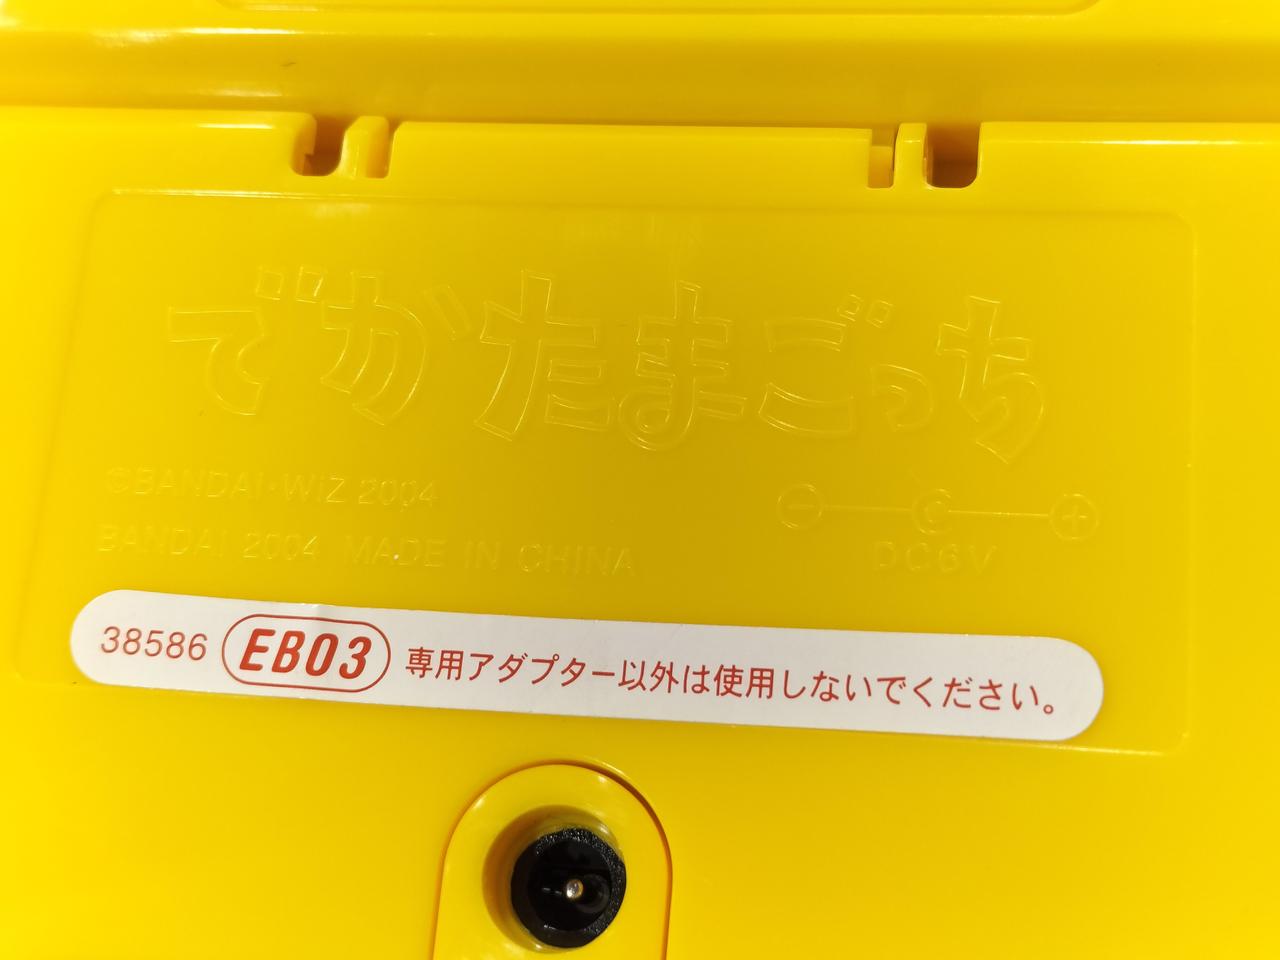 でかたまごっち
©BANDAI・WiZ 2004
BANDAI 2004 MADE IN CHINA
DC6V
38586 EB03 専用アダプター以外は使用しないでください。